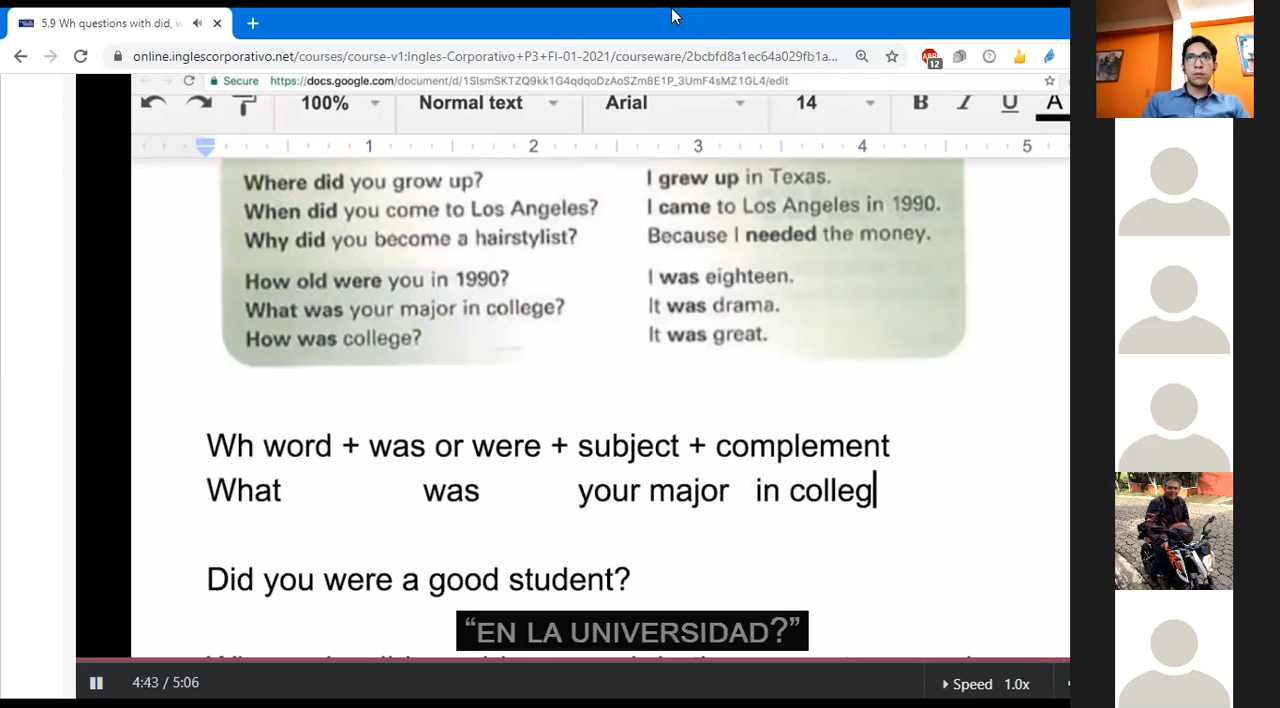 5.9 Wh questions with did, w
online.inglescorporativo.net/courses/course-v1:Ingles-Corporativo+P3+T-01-2021/courseware/2bcbfd8a1ec64a029fb1a...
12
Secure https://docs.google.com/document/d/1SlsmSKTZQ9kk1G4qdqoDzAoSZm8E1P_3UmF4sMZ1GL4/edit
100% Normal text Arial 14 B I U A
1 2 3 4 5
Where did you grow up? I grew up in Texas.
When did you come to Los Angeles? I came to Los Angeles in 1990.
Why did you become a hairstylist? Because I needed the money.
How old were you in 1990? I was eighteen.
What was your major in college? It was drama.
How was college? It was great.
Wh word + was or were + subject + complement
What was your major in colleg
Did you were a good student?
“EN LA UNIVERSIDAD?”
4:43 / 5:06 Speed 1.0x